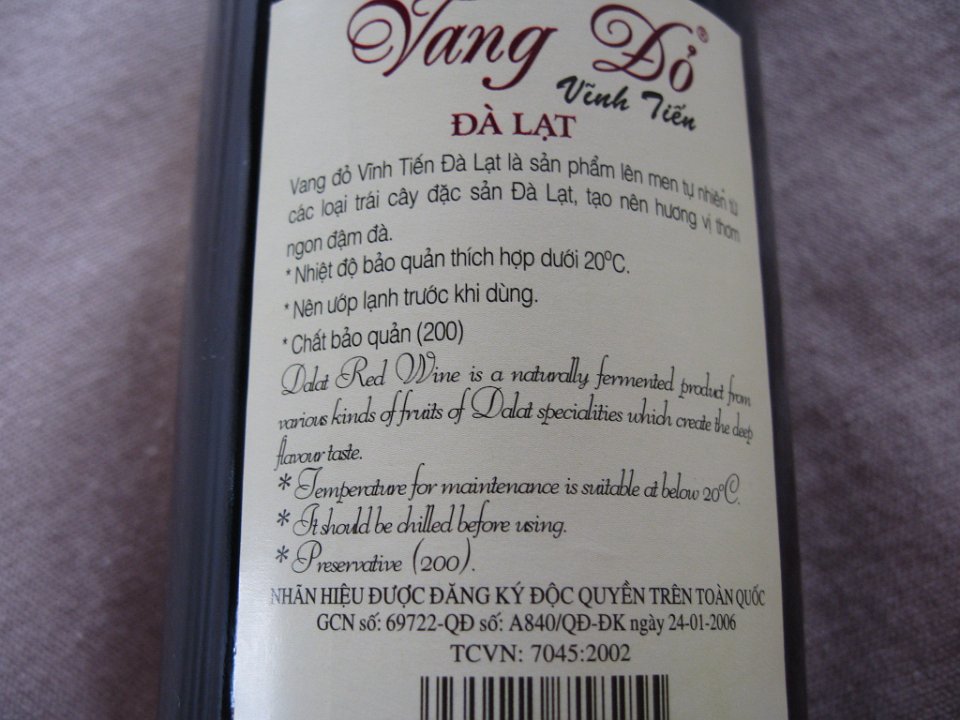 Vang Đỏ®
Vĩnh Tiến
ĐÀ LẠT
Vang đỏ Vĩnh Tiến Đà Lạt là sản phẩm lên men tự nhiên từ
các loại trái cây đặc sản Đà Lạt, tạo nên hương vị thơm
ngon đậm đà.
* Nhiệt độ bảo quản thích hợp dưới 20ºC.
* Nên ướp lạnh trước khi dùng.
* Chất bảo quản (200)
Dalat Red Wine is a naturally fermented product from
various kinds of fruits of Dalat specialities which create the deep
flavour taste.
* Temperature for maintenance is suitable at below 20ºC.
* It should be chilled before using.
* Preservative (200).
NHÃN HIỆU ĐƯỢC ĐĂNG KÝ ĐỘC QUYỀN TRÊN TOÀN QUỐC
GCN số: 69722-QĐ số: A840/QĐ-ĐK ngày 24-01-2006
TCVN: 7045:2002